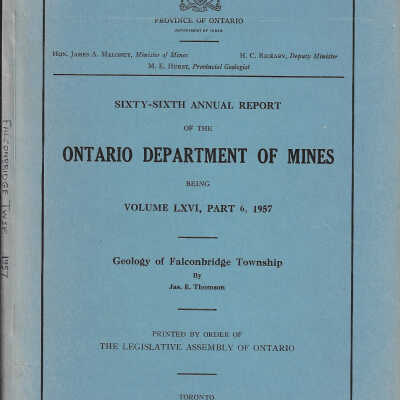 PROVINCE OF ONTARIO
DEPARTMENT OF MINES
HON. JAMES A. MALONEY, Minister of Mines
H. C. RICKABY, Deputy Minister
M. E. HURST, Provincial Geologist
SIXTY-SIXTH ANNUAL REPORT
OF THE
ONTARIO DEPARTMENT OF MINES
BEING
VOLUME LXVI, PART 6, 1957
Geology of Falconbridge Township
By
Jas. E. Thomson
PRINTED BY ORDER OF
THE LEGISLATIVE ASSEMBLY OF ONTARIO
TORONTO
FALCONBRIDGE TWSP 1957